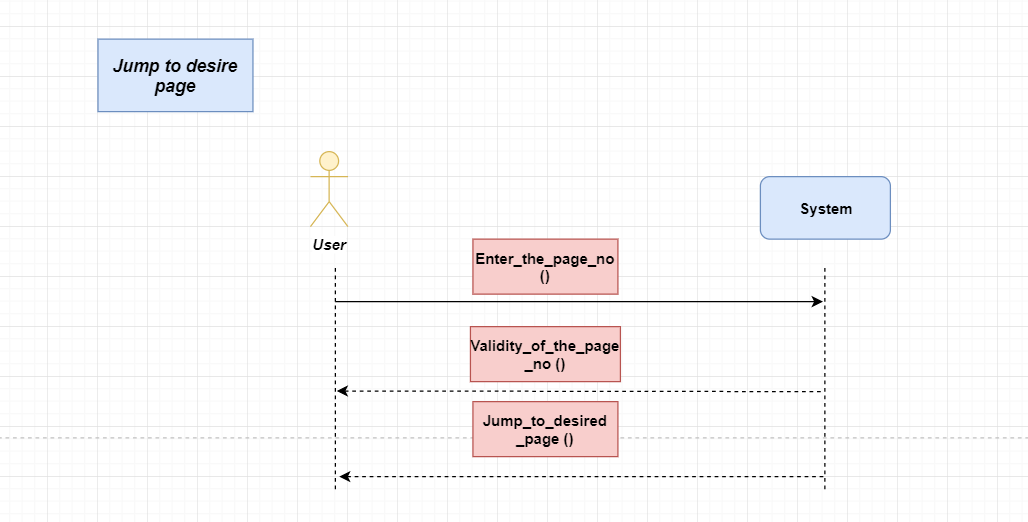 Jump to desire
page
User
System
Enter_the_page_no
()
Validity_of_the_page
_no ()
Jump_to_desired
_page ()